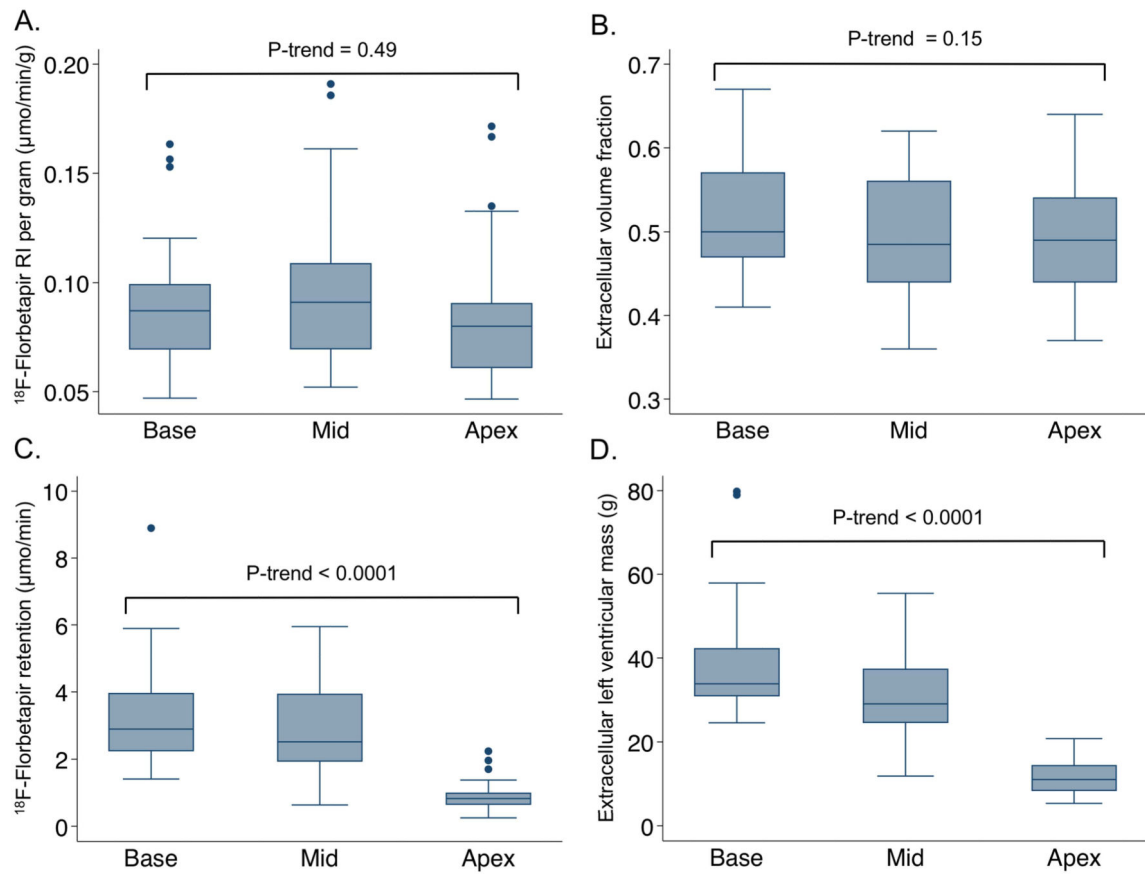 A.
P-trend = 0.49
¹⁸F-Florbetapir RI per gram (µmo/min/g)
0.20
0.15
0.10
0.05
Base Mid Apex
B.
P-trend = 0.15
Extracellular volume fraction
0.7
0.6
0.5
0.4
0.3
Base Mid Apex
C.
P-trend < 0.0001
¹⁸F-Florbetapir retention (µmo/min)
10
8
6
4
2
0
Base Mid Apex
D.
P-trend < 0.0001
Extracellular left ventricular mass (g)
80
60
40
20
0
Base Mid Apex